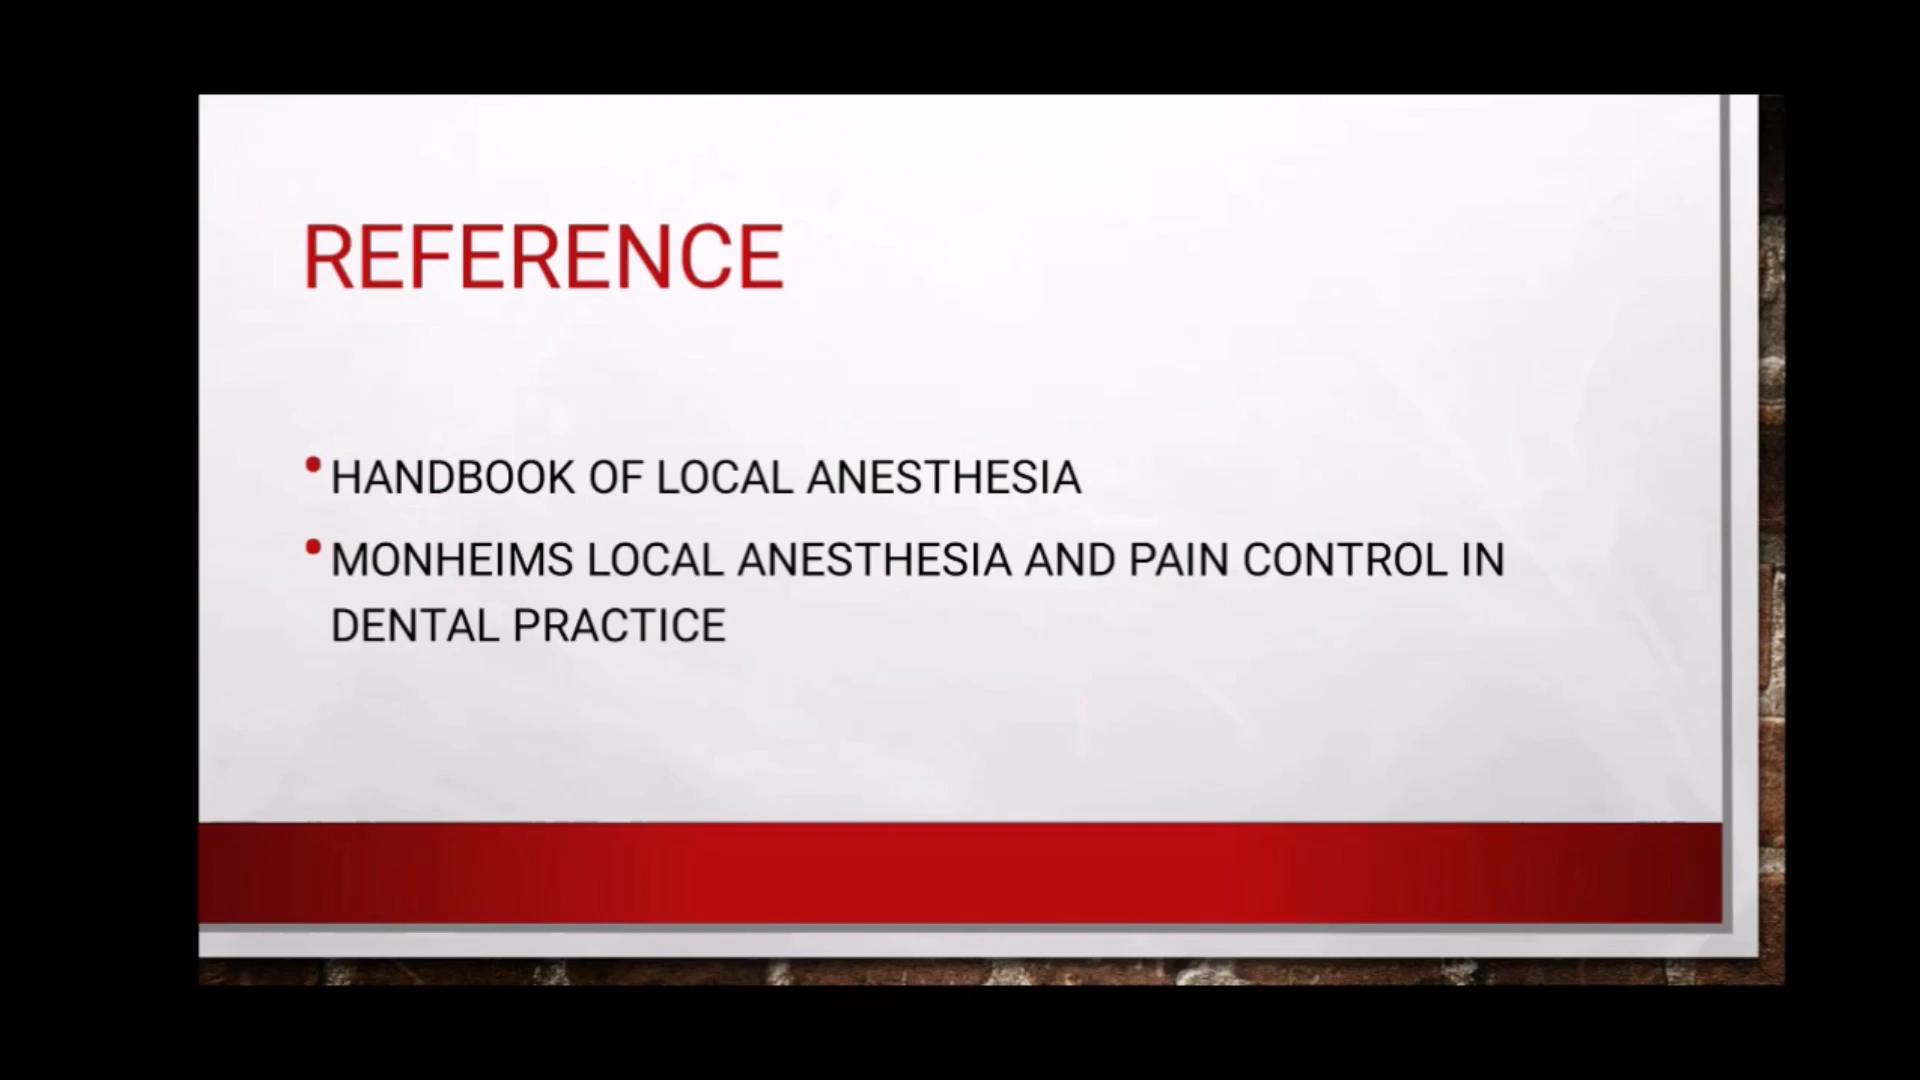 REFERENCE
• HANDBOOK OF LOCAL ANESTHESIA
• MONHEIMS LOCAL ANESTHESIA AND PAIN CONTROL IN
DENTAL PRACTICE